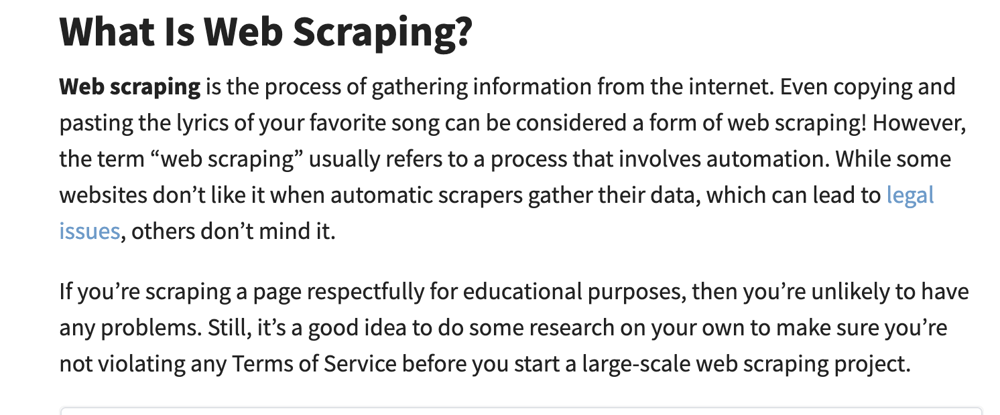 What Is Web Scraping?
Web scraping is the process of gathering information from the internet. Even copying and
pasting the lyrics of your favorite song can be considered a form of web scraping! However,
the term “web scraping” usually refers to a process that involves automation. While some
websites don’t like it when automatic scrapers gather their data, which can lead to legal
issues, others don’t mind it.
If you’re scraping a page respectfully for educational purposes, then you’re unlikely to have
any problems. Still, it’s a good idea to do some research on your own to make sure you’re
not violating any Terms of Service before you start a large-scale web scraping project.